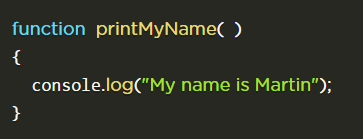 function printMyName( )
{
console.log("My name is Martin");
}